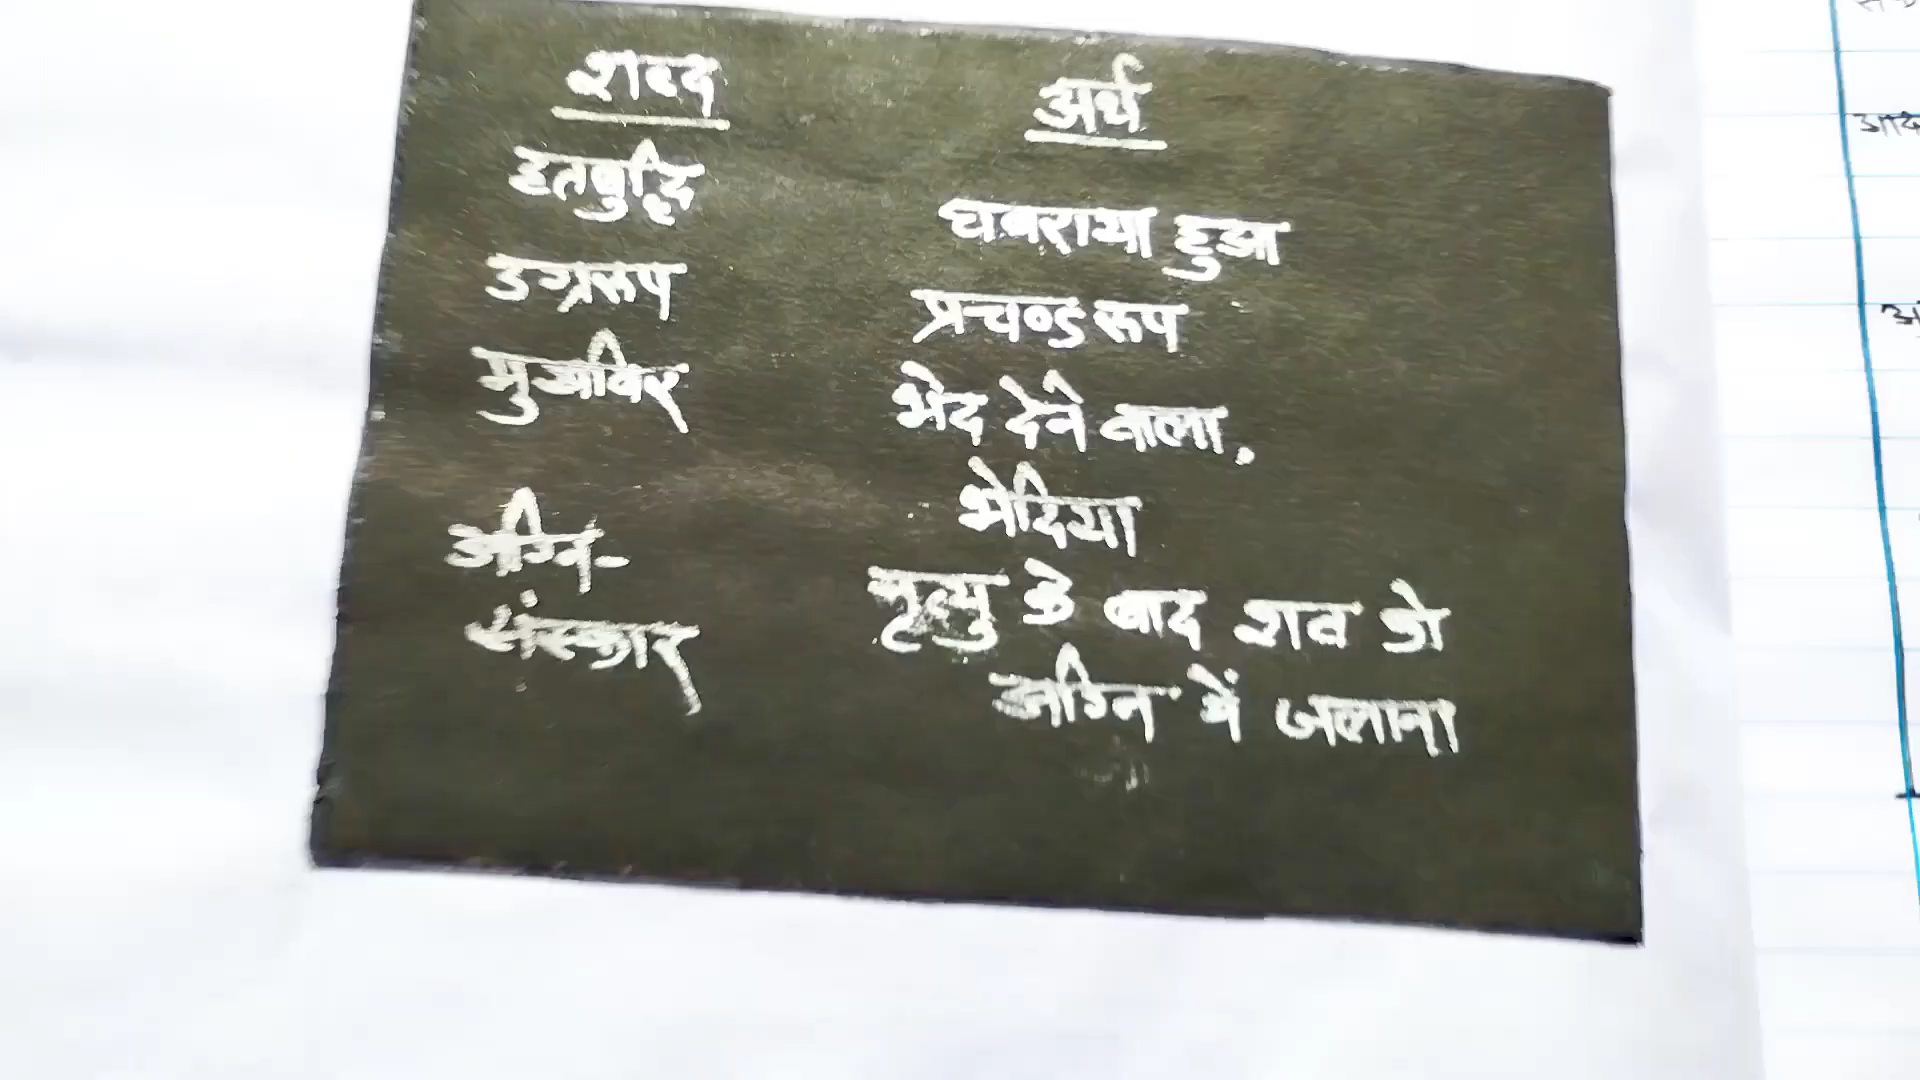 शब्द अर्थ
हतबुद्धि घबराया हुआ
उग्ररूप प्रचण्ड रूप
मुखबिर भेद देने वाला,
भेदिया
अग्नि-
संस्कार मृत्यु के बाद शव को
अग्नि में जलाना